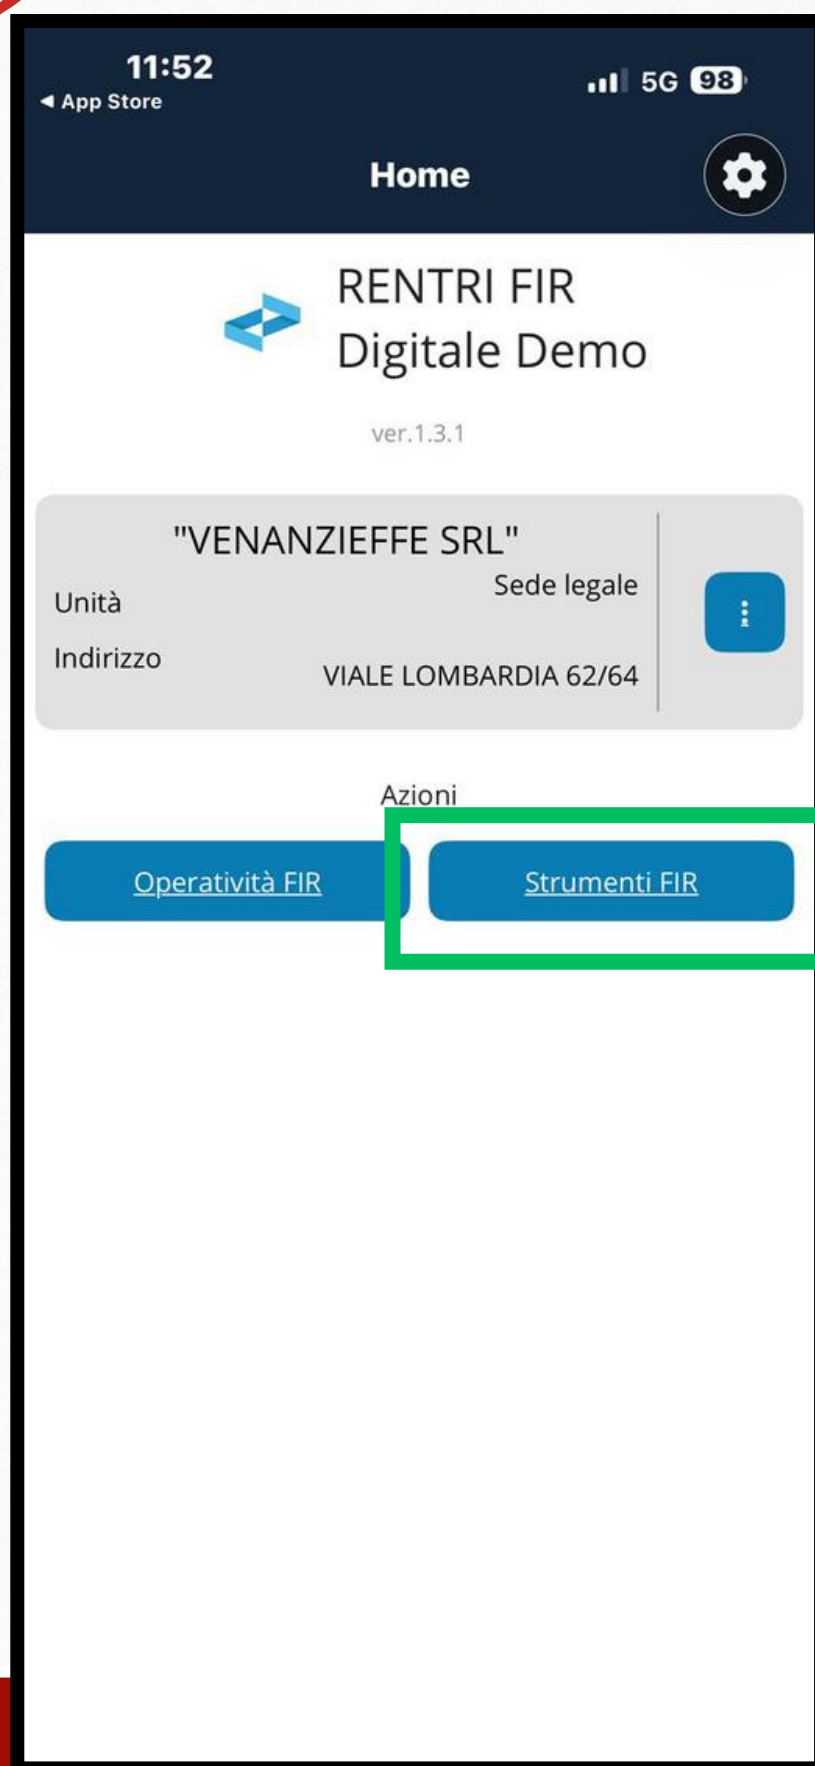 11:52
5G 98
◀ App Store
Home
RENTRI FIR
Digitale Demo
ver.1.3.1
"VENANZIEFFE SRL"
Unità Sede legale
Indirizzo VIALE LOMBARDIA 62/64
Azioni
Operatività FIR Strumenti FIR